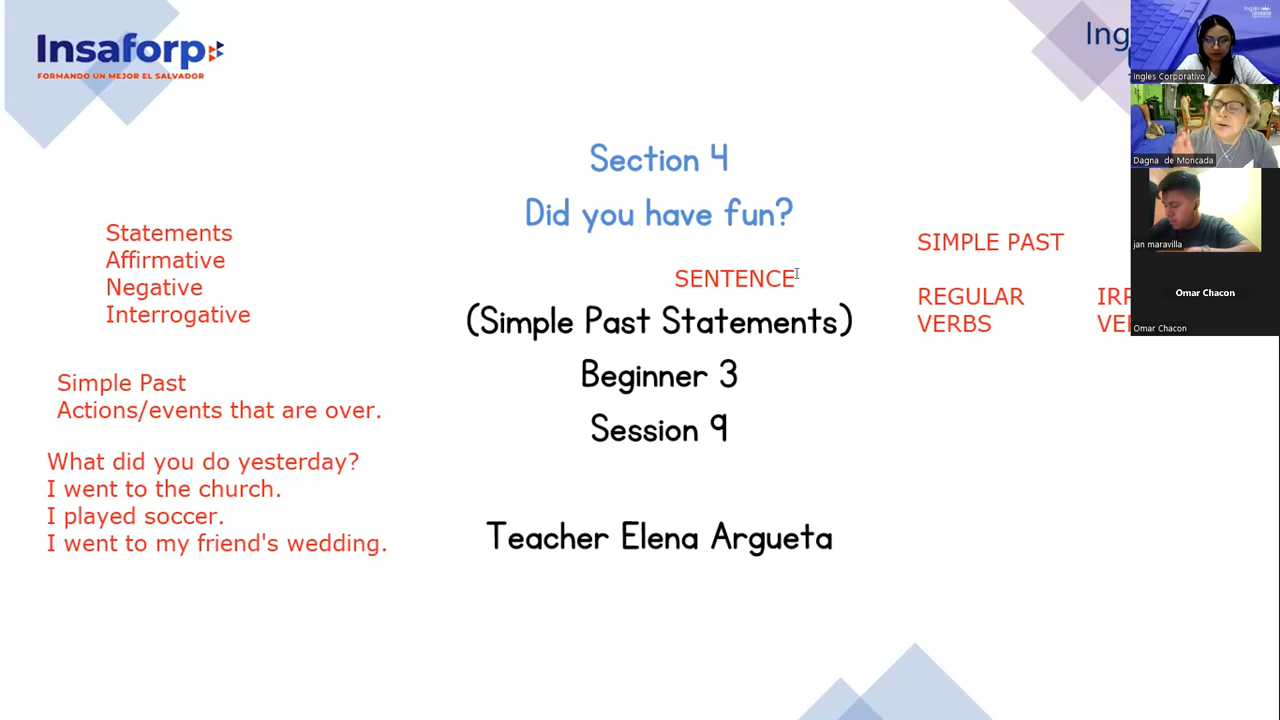 Insaforp
FORMANDO UN MEJOR EL SALVADOR
Section 4
Did you have fun?
SENTENCE
(Simple Past Statements)
Beginner 3
Session 9
Teacher Elena Argueta
Statements
Affirmative
Negative
Interrogative
Simple Past
Actions/events that are over.
What did you do yesterday?
I went to the church.
I played soccer.
I went to my friend's wedding.
SIMPLE PAST
REGULAR
VERBS
Ing
Ingles Corporativo
Dagna de Moncada
jan maravilla
Omar Chacon
Omar Chacon